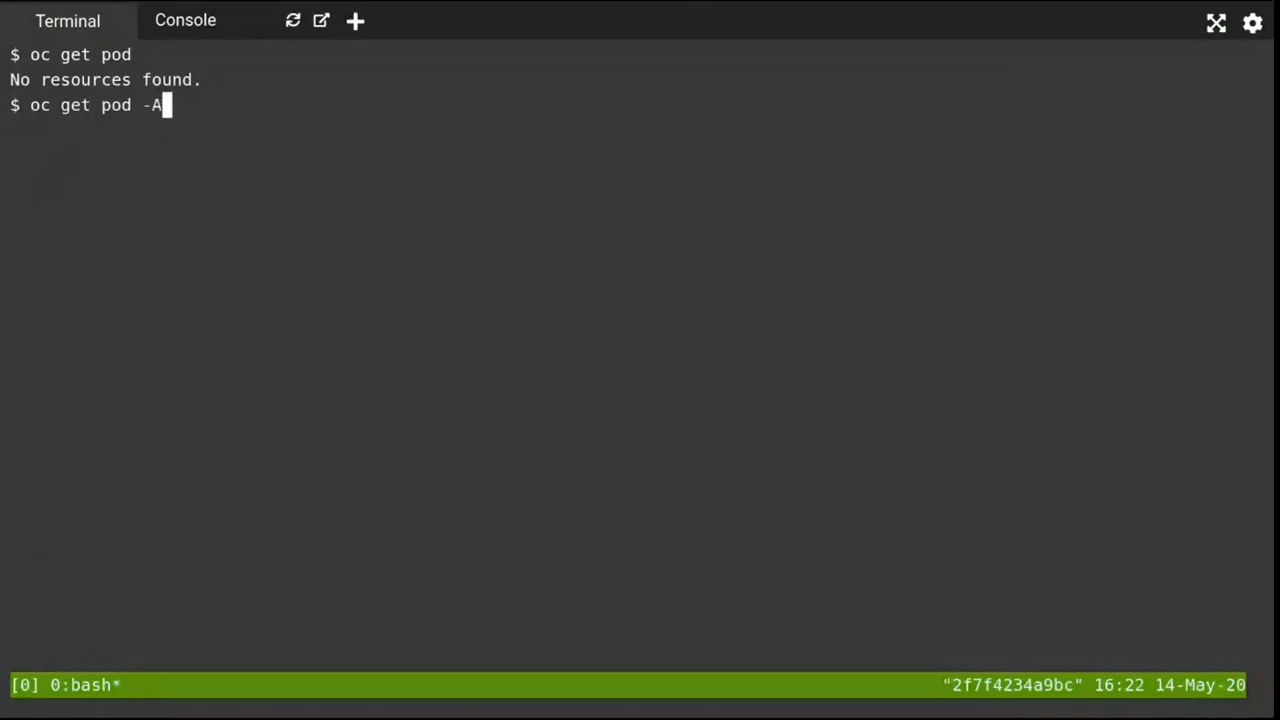 Terminal Console
$ oc get pod
No resources found.
$ oc get pod -A
[0] 0:bash* "2f7f4234a9bc" 16:22 14-May-20